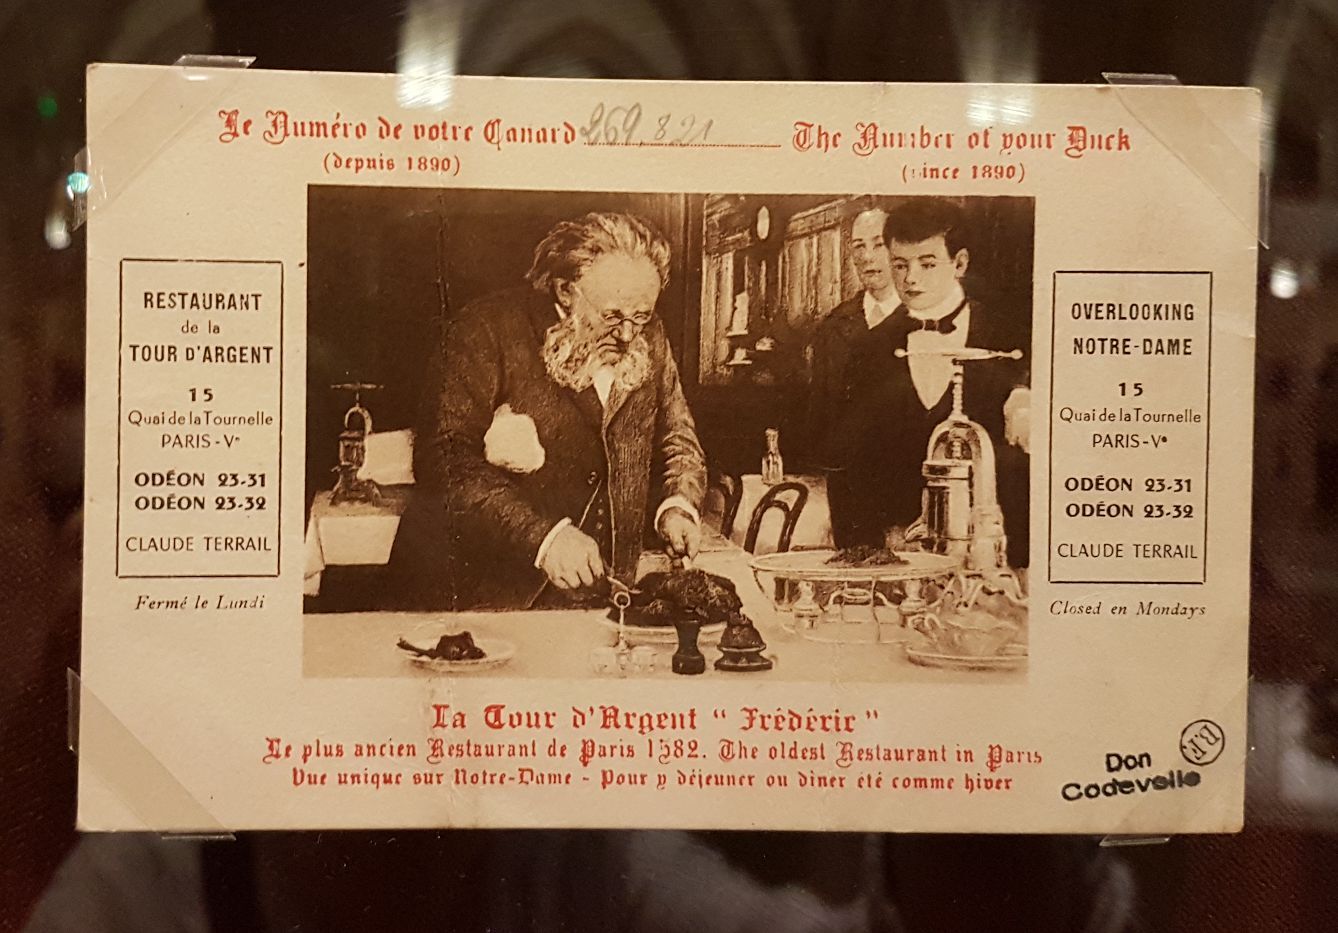 Le Numéro de votre Canard 269.821 The Number of your Duck
(depuis 1890) (since 1890)
RESTAURANT
de la
TOUR D'ARGENT
15
Quai de la Tournelle
PARIS-Ve
ODÉON 23-31
ODÉON 23-32
CLAUDE TERRAIL
Fermé le Lundi
OVERLOOKING
NOTRE-DAME
15
Quai de la Tournelle
PARIS-Ve
ODÉON 23-31
ODÉON 23-32
CLAUDE TERRAIL
Closed en Mondays
La Tour d'Argent "Frédéric"
Le plus ancien Restaurant de Paris 1582. The oldest Restaurant in Paris
Vue unique sur Notre-Dame - Pour y déjeuner ou diner été comme hiver
Don
Codevelle
B.F.